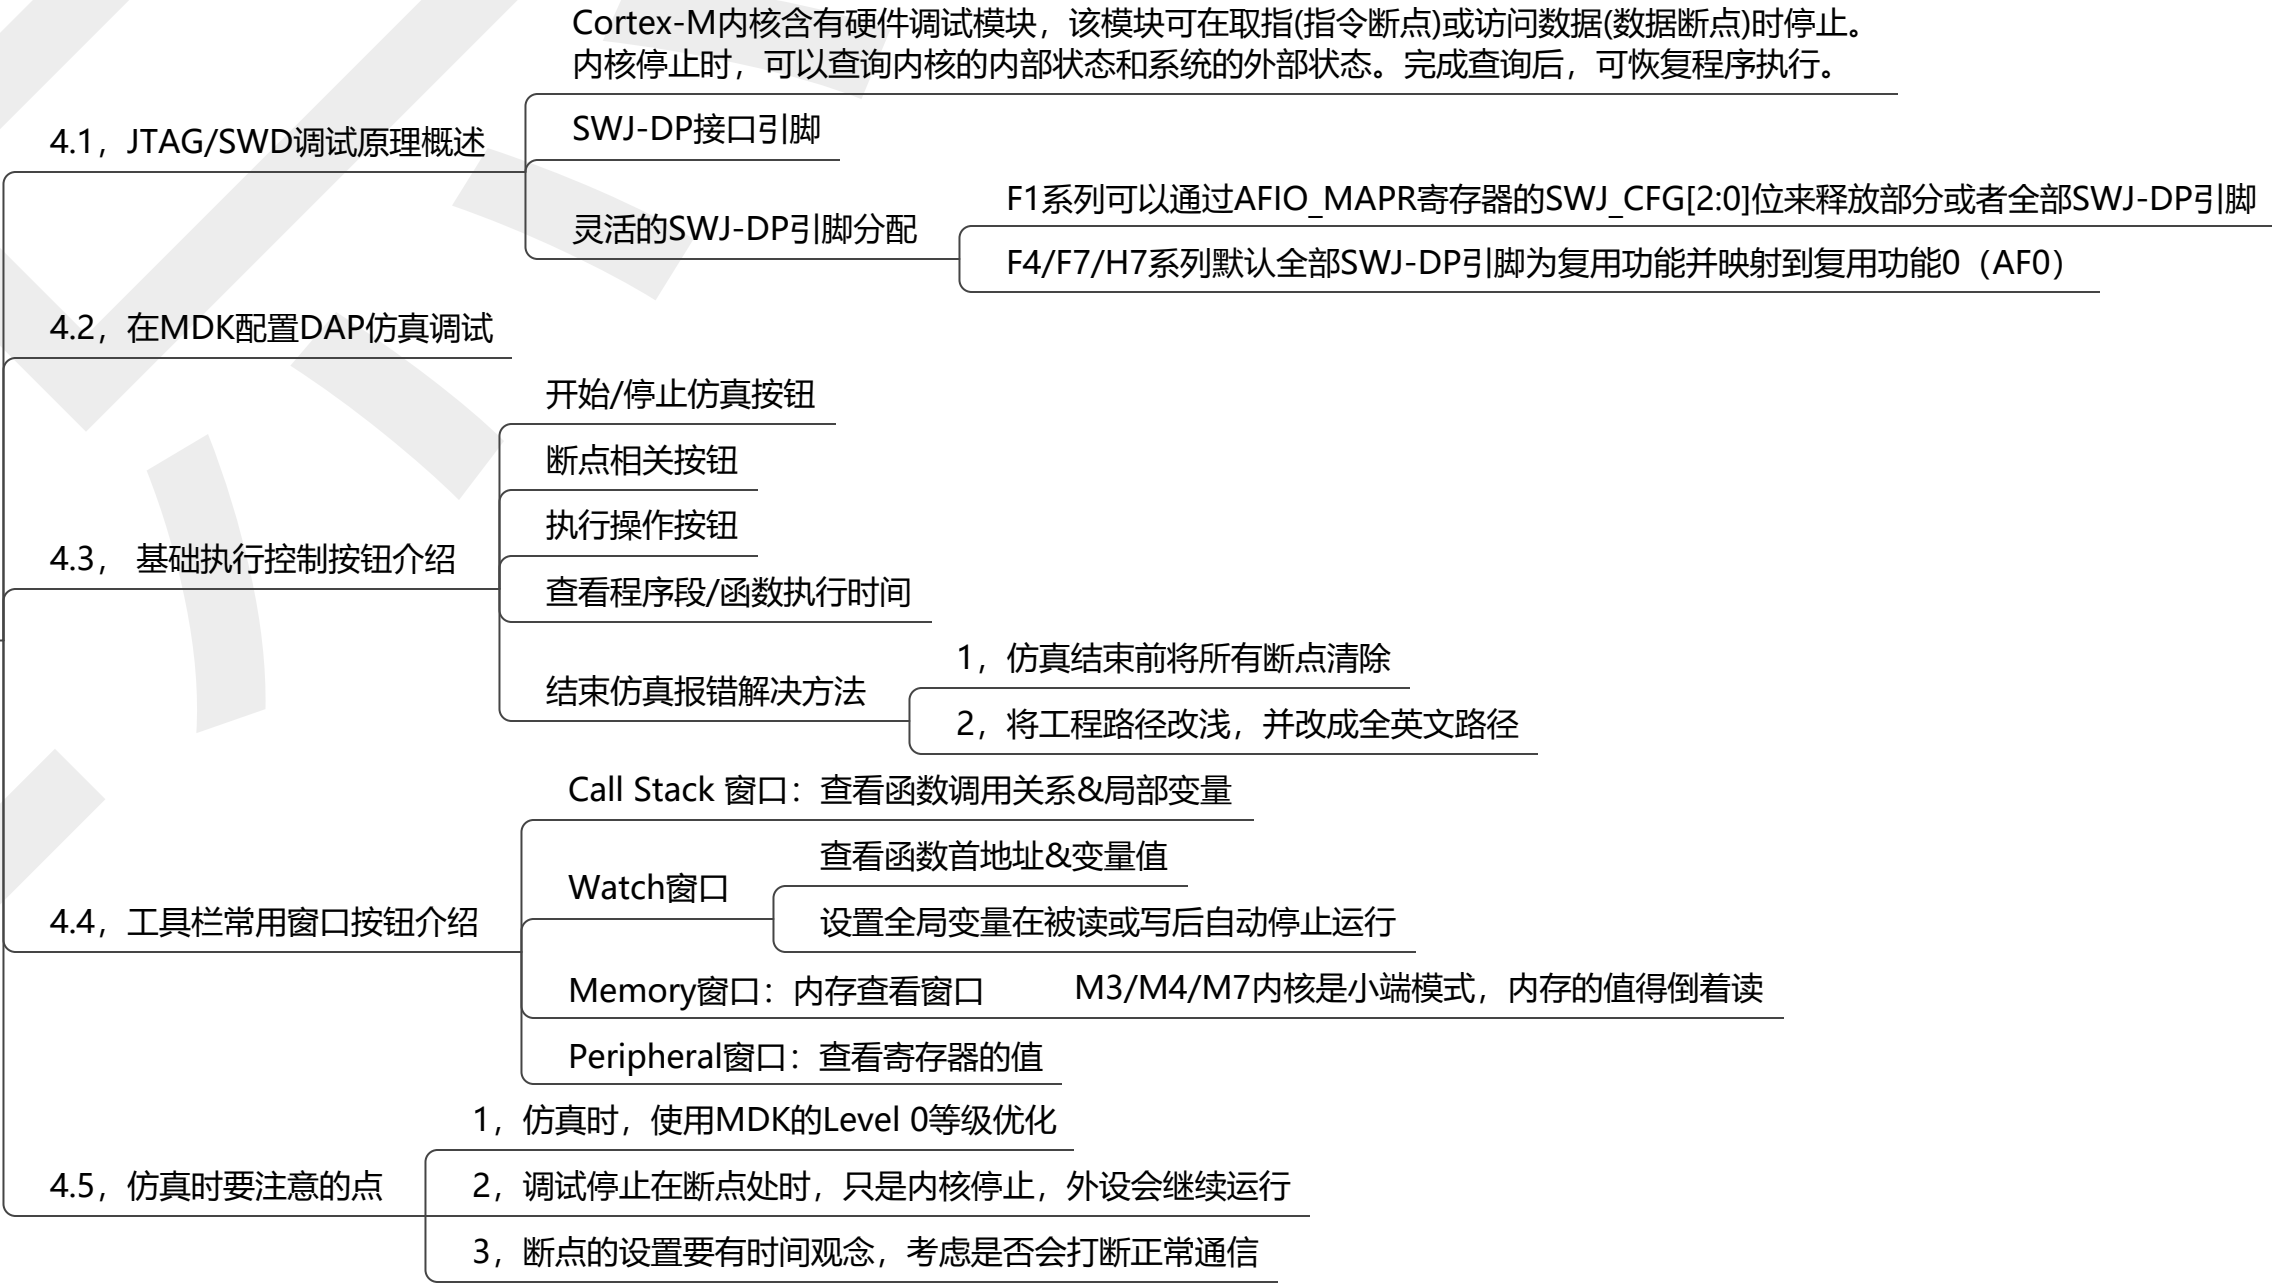 Cortex-M内核含有硬件调试模块，该模块可在取指(指令断点)或访问数据(数据断点)时停止。
内核停止时，可以查询内核的内部状态和系统的外部状态。完成查询后，可恢复程序执行。
4.1，JTAG/SWD调试原理概述
SWJ-DP接口引脚
灵活的SWJ-DP引脚分配
F1系列可以通过AFIO_MAPR寄存器的SWJ_CFG[2:0]位来释放部分或者全部SWJ-DP引脚
F4/F7/H7系列默认全部SWJ-DP引脚为复用功能并映射到复用功能0（AF0）
4.2，在MDK配置DAP仿真调试
4.3， 基础执行控制按钮介绍
开始/停止仿真按钮
断点相关按钮
执行操作按钮
查看程序段/函数执行时间
结束仿真报错解决方法
1，仿真结束前将所有断点清除
2，将工程路径改浅，并改成全英文路径
4.4，工具栏常用窗口按钮介绍
Call Stack 窗口：查看函数调用关系&局部变量
Watch窗口
查看函数首地址&变量值
设置全局变量在被读或写后自动停止运行
Memory窗口：内存查看窗口
M3/M4/M7内核是小端模式，内存的值得倒着读
Peripheral窗口：查看寄存器的值
4.5，仿真时要注意的点
1，仿真时，使用MDK的Level 0等级优化
2，调试停止在断点处时，只是内核停止，外设会继续运行
3，断点的设置要有时间观念，考虑是否会打断正常通信